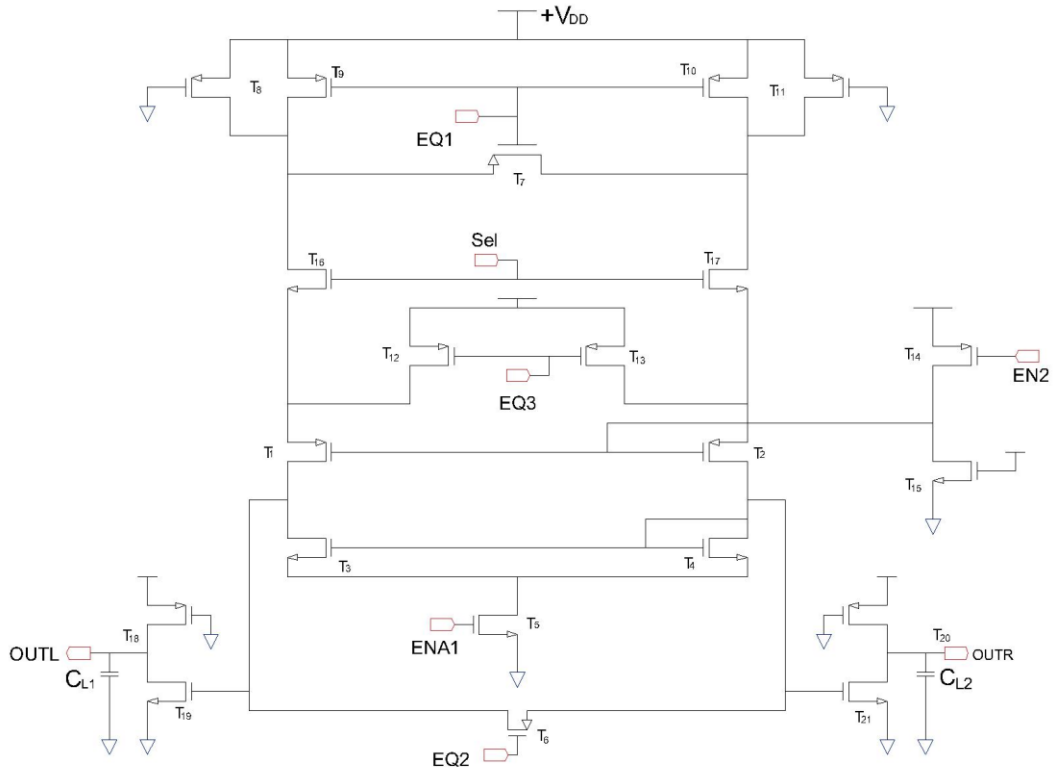 +VDD
T8
T9
T10
T11
EQ1
T7
Sel
T16
T17
T12
T13
T14
EQ3
EN2
T1
T2
T15
T3
T4
ENA1
T5
T18
T20
OUTL
OUTR
CL1
CL2
T19
T21
T6
EQ2